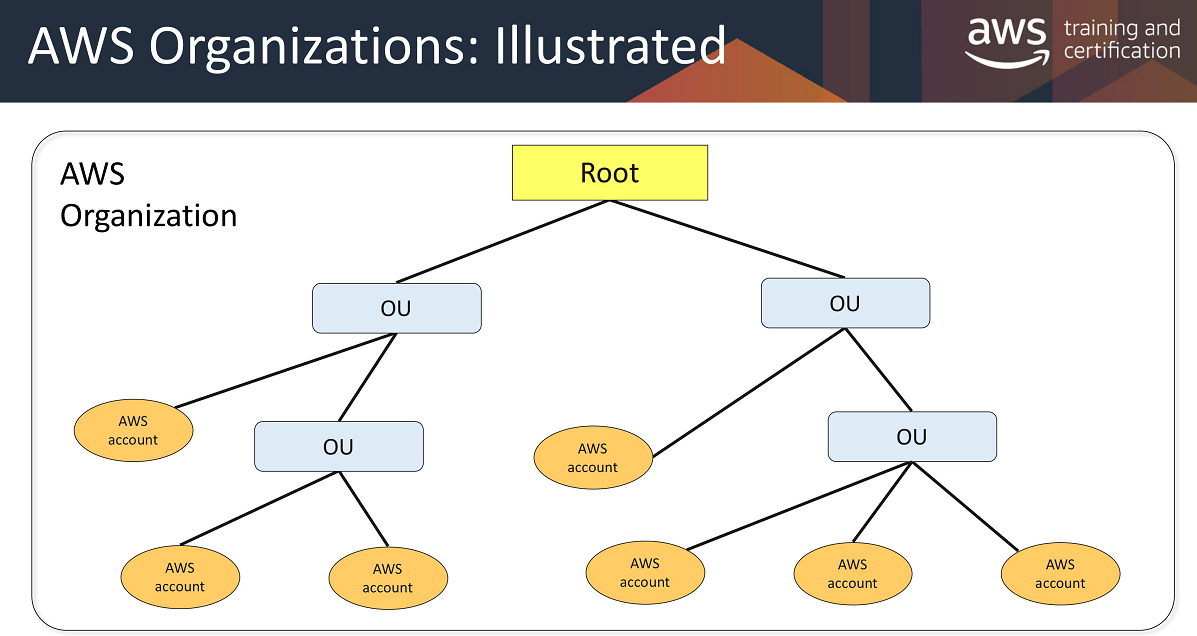 AWS Organizations: Illustrated
aws
training and
certification
AWS
Organization
Root
OU
OU
AWS
account
OU
AWS
account
OU
AWS
account
AWS
account
AWS
account
AWS
account
AWS
account